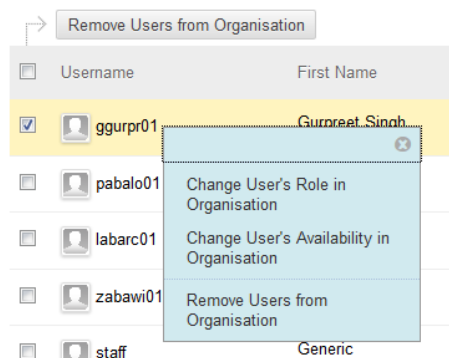 Remove Users from Organisation
Username First Name
ggurpr01 Gurpreet Singh
pabalo01
Change User's Role in
Organisation
labarc01
Change User's Availability in
Organisation
zabawi01
Remove Users from
Organisation
staff Generic